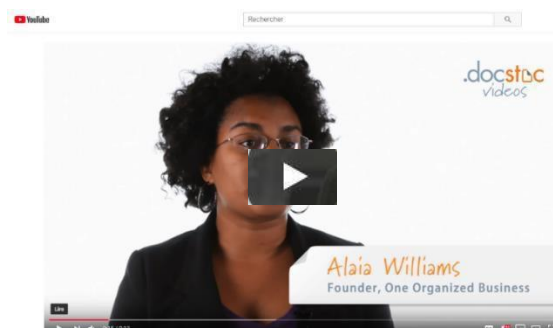 YouTube
Rechercher
.docstoc
videos
Alaia Williams
Founder, One Organized Business
Lire